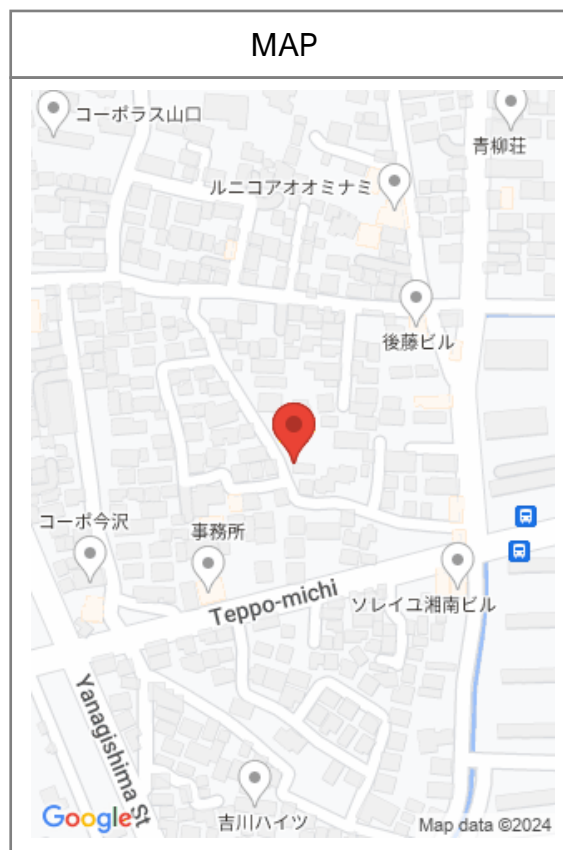 MAP
コーポラス山口
青柳荘
ルニコアオオミナミ
後藤ビル
コーポ今沢
事務所
Teppo-michi
ソレイユ湘南ビル
Yanagishima St
吉川ハイツ
Google
Map data ©2024